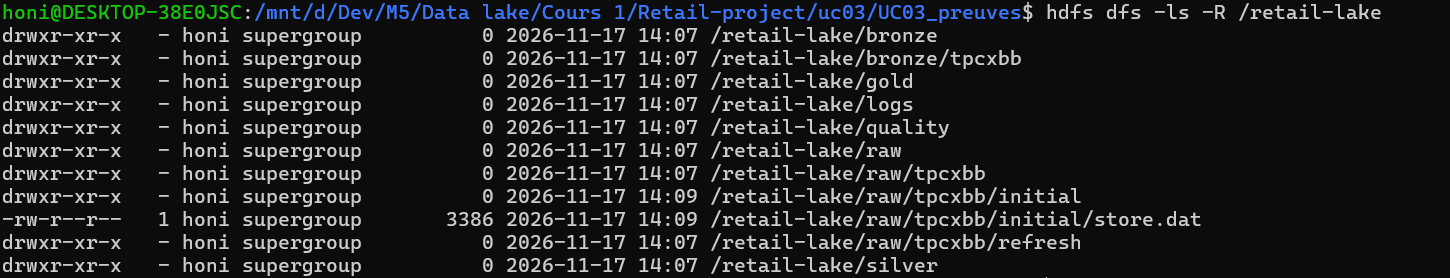 honi@DESKTOP-38E0JSC:/mnt/d/Dev/M5/Data lake/Cours 1/Retail-project/uc03/UC03_preuves$ hdfs dfs -ls -R /retail-lake
drwxr-xr-x   - honi supergroup          0 2026-11-17 14:07 /retail-lake/bronze
drwxr-xr-x   - honi supergroup          0 2026-11-17 14:07 /retail-lake/bronze/tpcxbb
drwxr-xr-x   - honi supergroup          0 2026-11-17 14:07 /retail-lake/gold
drwxr-xr-x   - honi supergroup          0 2026-11-17 14:07 /retail-lake/logs
drwxr-xr-x   - honi supergroup          0 2026-11-17 14:07 /retail-lake/quality
drwxr-xr-x   - honi supergroup          0 2026-11-17 14:07 /retail-lake/raw
drwxr-xr-x   - honi supergroup          0 2026-11-17 14:07 /retail-lake/raw/tpcxbb
drwxr-xr-x   - honi supergroup          0 2026-11-17 14:09 /retail-lake/raw/tpcxbb/initial
-rw-r--r--   1 honi supergroup       3386 2026-11-17 14:09 /retail-lake/raw/tpcxbb/initial/store.dat
drwxr-xr-x   - honi supergroup          0 2026-11-17 14:07 /retail-lake/raw/tpcxbb/refresh
drwxr-xr-x   - honi supergroup          0 2026-11-17 14:07 /retail-lake/silver